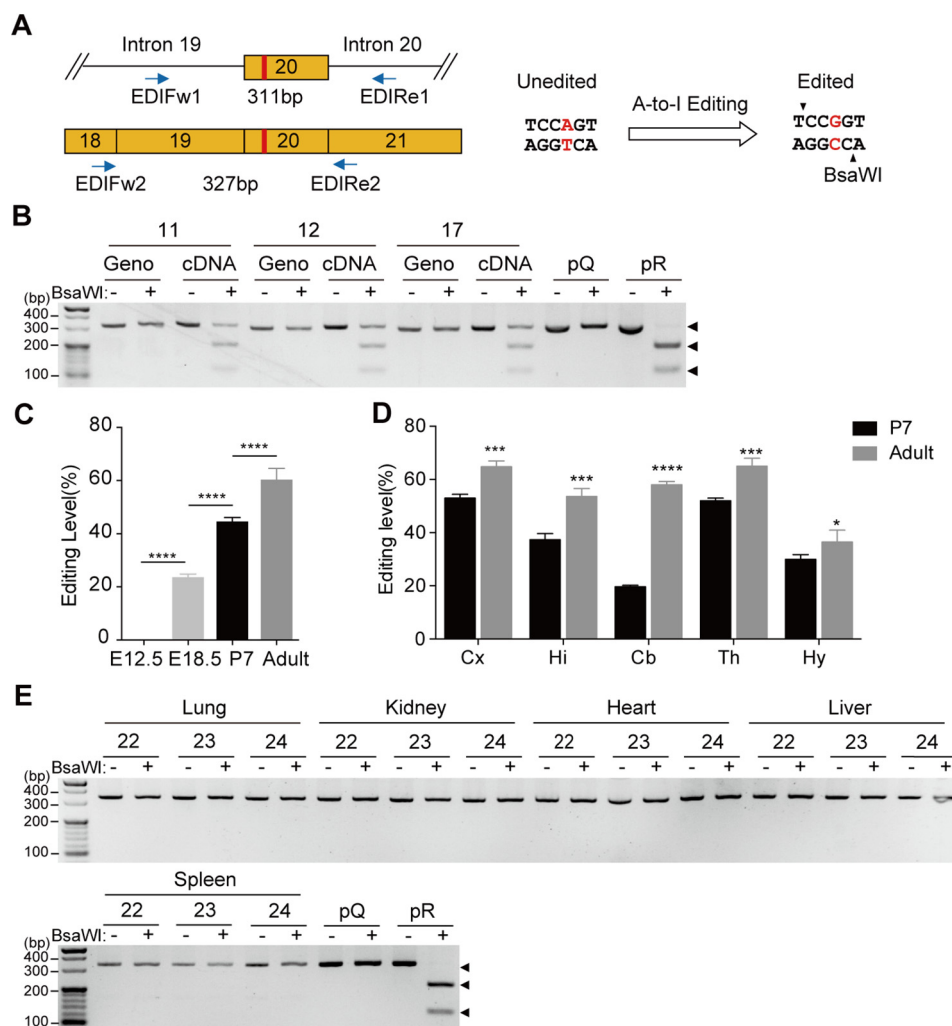 A
Intron 19 Intron 20
20
EDIFw1 311bp EDIRe1
18 19 20 21
EDIFw2 327bp EDIRe2
Unedited Edited
A-to-I Editing
TCCAGT TCCGGT
AGGTCA AGGCCA
BsaWI
B
11 12 17
Geno cDNA Geno cDNA Geno cDNA pQ pR
BsaWI: - + - + - + - + - + - + - + - +
(bp)
400
300
200
100
C
Editing Level(%)
80
60
40
20
0
**** **** ****
E12.5 E18.5 P7 Adult
D
Editing level(%)
80
60
40
20
0
*** *** **** *** *
Cx Hi Cb Th Hy
P7
Adult
E
Lung Kidney Heart Liver
22 23 24 22 23 24 22 23 24 22 23 24
BsaWI: - + - + - + - + - + - + - + - + - + - + - + - +
(bp)
400
300
200
100
Spleen
22 23 24 pQ pR
BsaWI: - + - + - + - + - +
(bp)
400
300
200
100